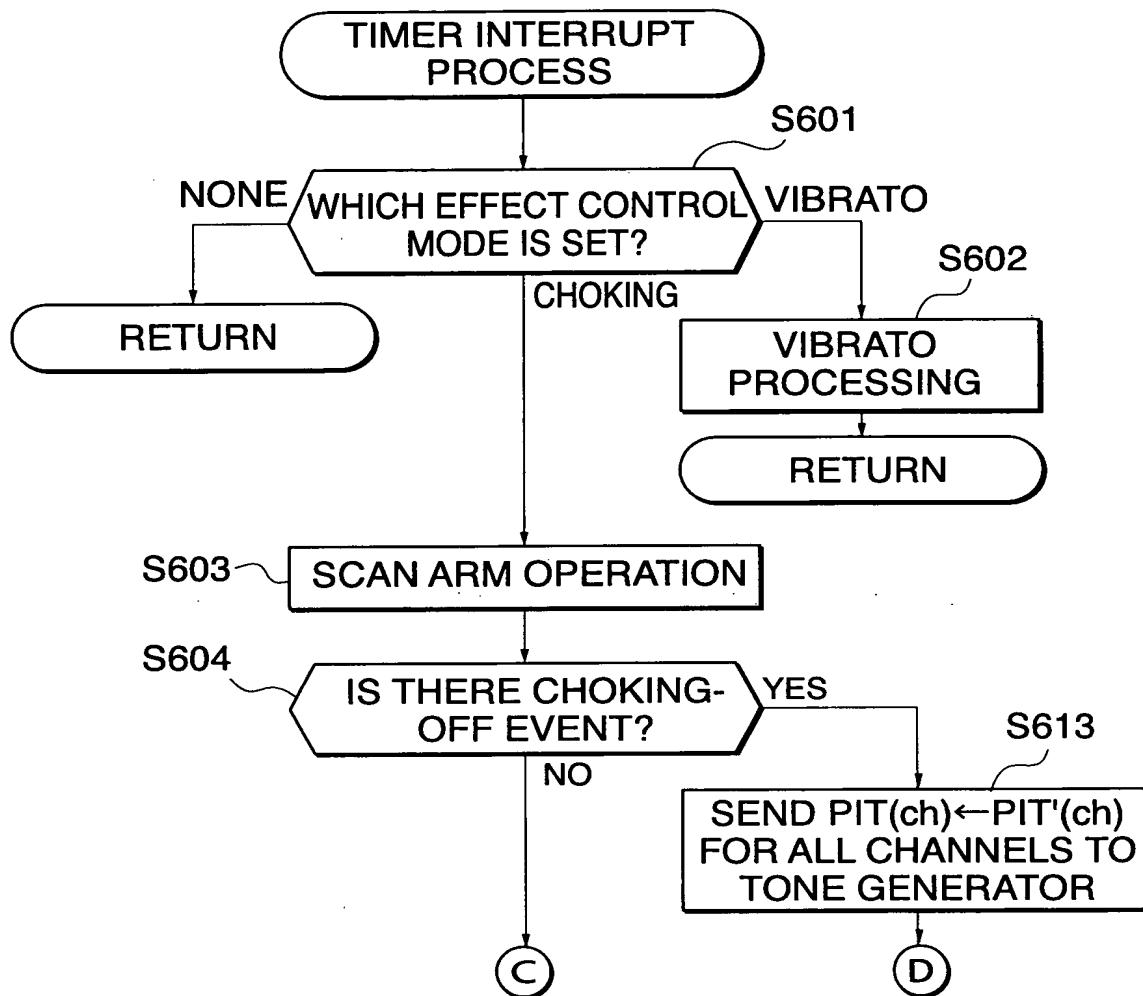 TIMER INTERRUPT
PROCESS
S601
NONE
WHICH EFFECT CONTROL
MODE IS SET?
VIBRATO
CHOKING
S602
RETURN
VIBRATO
PROCESSING
RETURN
S603
SCAN ARM OPERATION
S604
IS THERE CHOKING-
OFF EVENT?
YES
NO
S613
SEND PIT(ch)←PIT'(ch)
FOR ALL CHANNELS TO
TONE GENERATOR
C
D